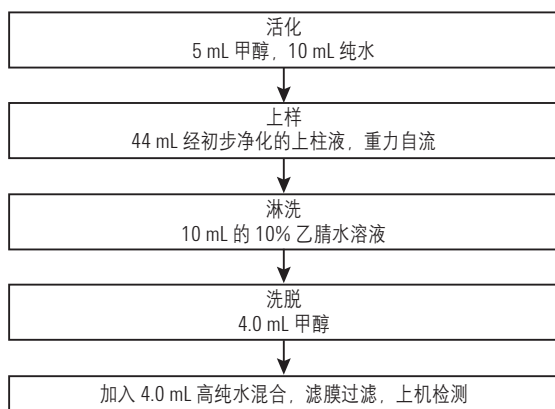 活化
5 mL 甲醇，10 mL 纯水
上样
44 mL 经初步净化的上柱液，重力自流
淋洗
10 mL 的 10% 乙腈水溶液
洗脱
4.0 mL 甲醇
加入 4.0 mL 高纯水混合，滤膜过滤，上机检测